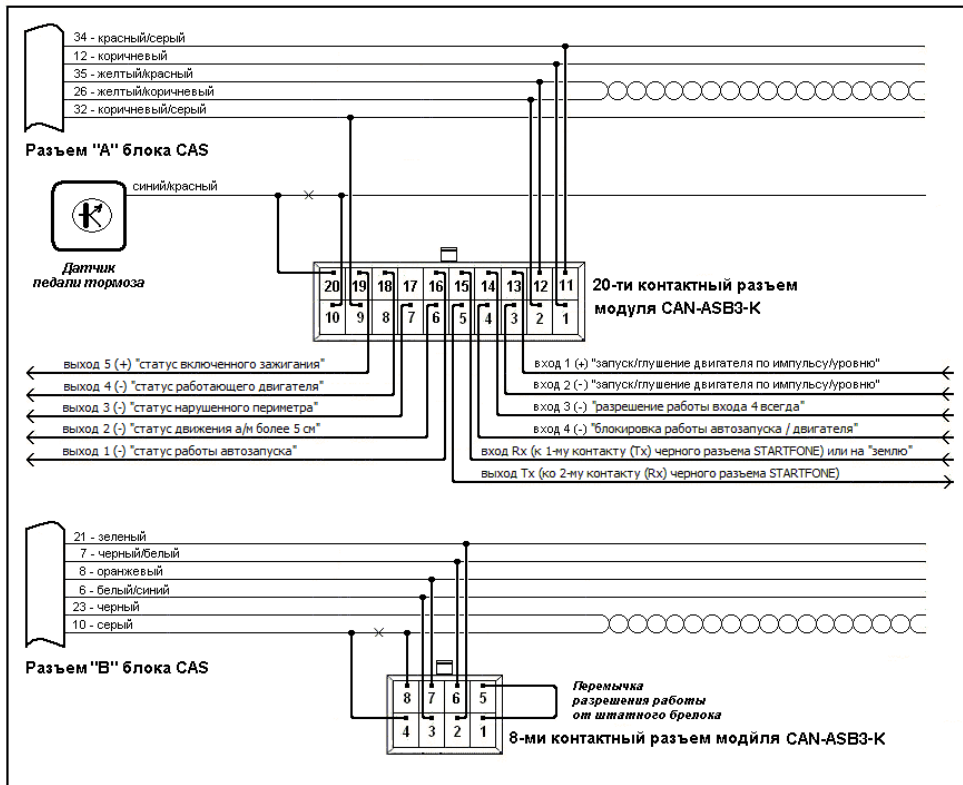 34 - красный/серый
12 - коричневый
35 - желтый/красный
26 - желтый/коричневый
32 - коричневый/серый
Разъем "А" блока CAS
синий/красный
Датчик
педали тормоза
20 19 18 17 16 15 14 13 12 11
10 9 8 7 6 5 4 3 2 1
20-ти контактный разъем
модуля CAN-ASB3-K
выход 5 (+) "статус включенного зажигания"
выход 4 (-) "статус работающего двигателя"
выход 3 (-) "статус нарушенного периметра"
выход 2 (-) "статус движения а/м более 5 см"
выход 1 (-) "статус работы автозапуска"
вход 1 (+) "запуск/глушение двигателя по импульсу/уровню"
вход 2 (-) "запуск/глушение двигателя по импульсу/уровню"
вход 3 (-) "разрешение работы входа 4 всегда"
вход 4 (-) "блокировка работы автозапуска / двигателя"
вход Rx (к 1-му контакту (Tx) черного разъема STARTFONE) или на "землю"
выход Tx (ко 2-му контакту (Rx) черного разъема STARTFONE)
21 - зеленый
7 - черный/белый
8 - оранжевый
6 - белый/синий
23 - черный
10 - серый
Разъем "В" блока CAS
8 7 6 5
4 3 2 1
Перемычка
разрешения работы
от штатного брелока
8-ми контактный разъем модйля CAN-ASB3-K